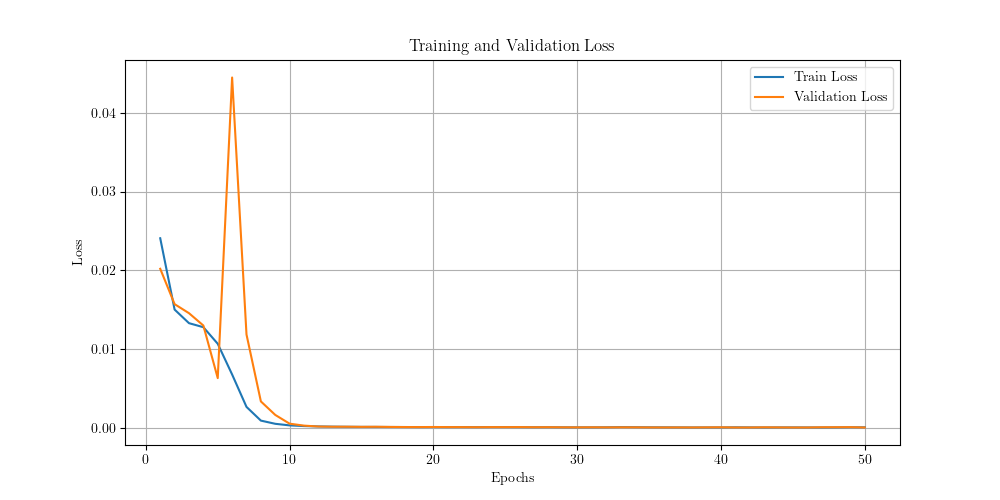 Training and Validation Loss
Train Loss
Validation Loss
0.04
0.03
0.02
0.01
0.00
Loss
0 10 20 30 40 50
Epochs